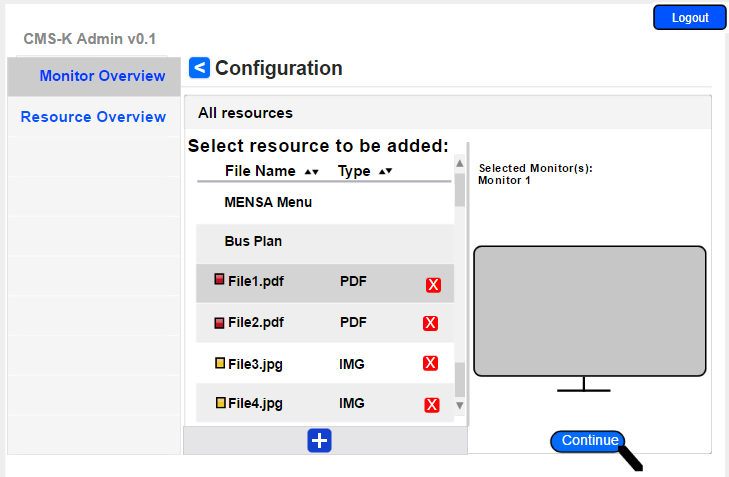 Logout
CMS-K Admin v0.1
Monitor Overview
< Configuration
Resource Overview
All resources
Select resource to be added:
File Name ▲▼ Type ▲▼
Selected Monitor(s):
Monitor 1
MENSA Menu
Bus Plan
File1.pdf PDF X
File2.pdf PDF X
File3.jpg IMG X
File4.jpg IMG X
+
Continue